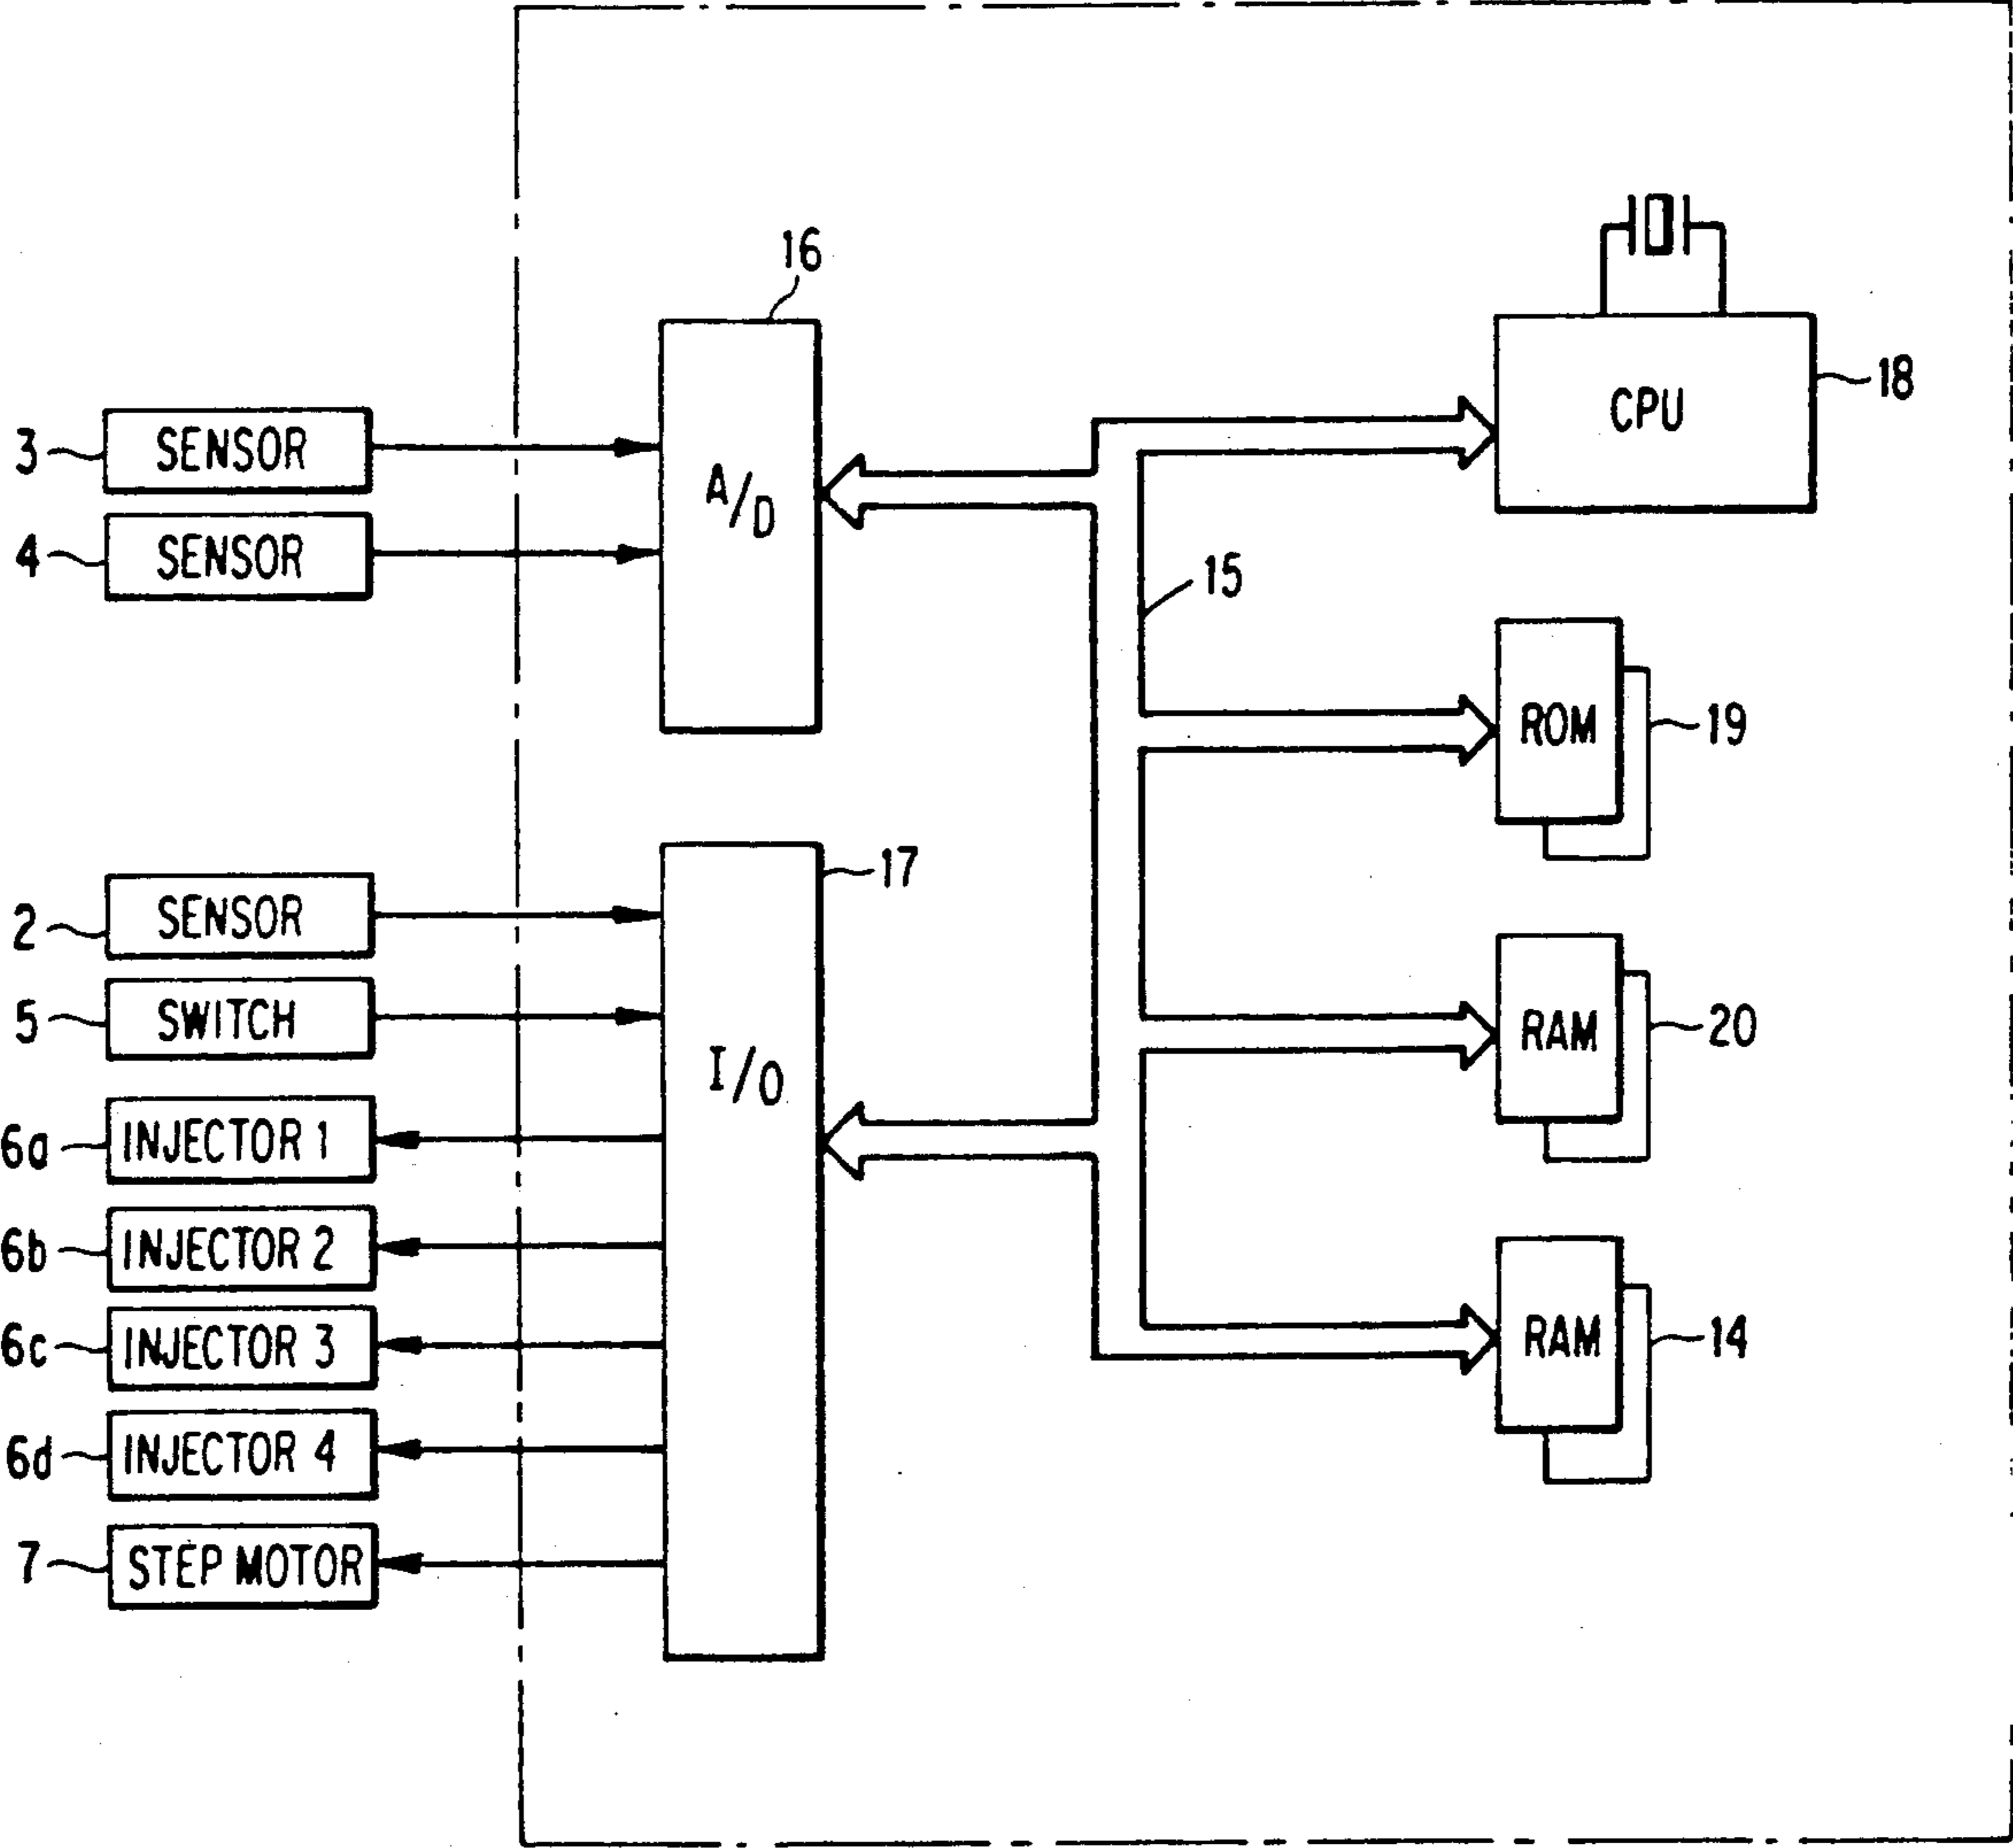 16
3 SENSOR
4 SENSOR
A/D
CPU 18
15
ROM 19
2 SENSOR
17
5 SWITCH
I/O
RAM 20
6a INJECTOR 1
6b INJECTOR 2
6c INJECTOR 3
RAM 14
6d INJECTOR 4
7 STEP MOTOR